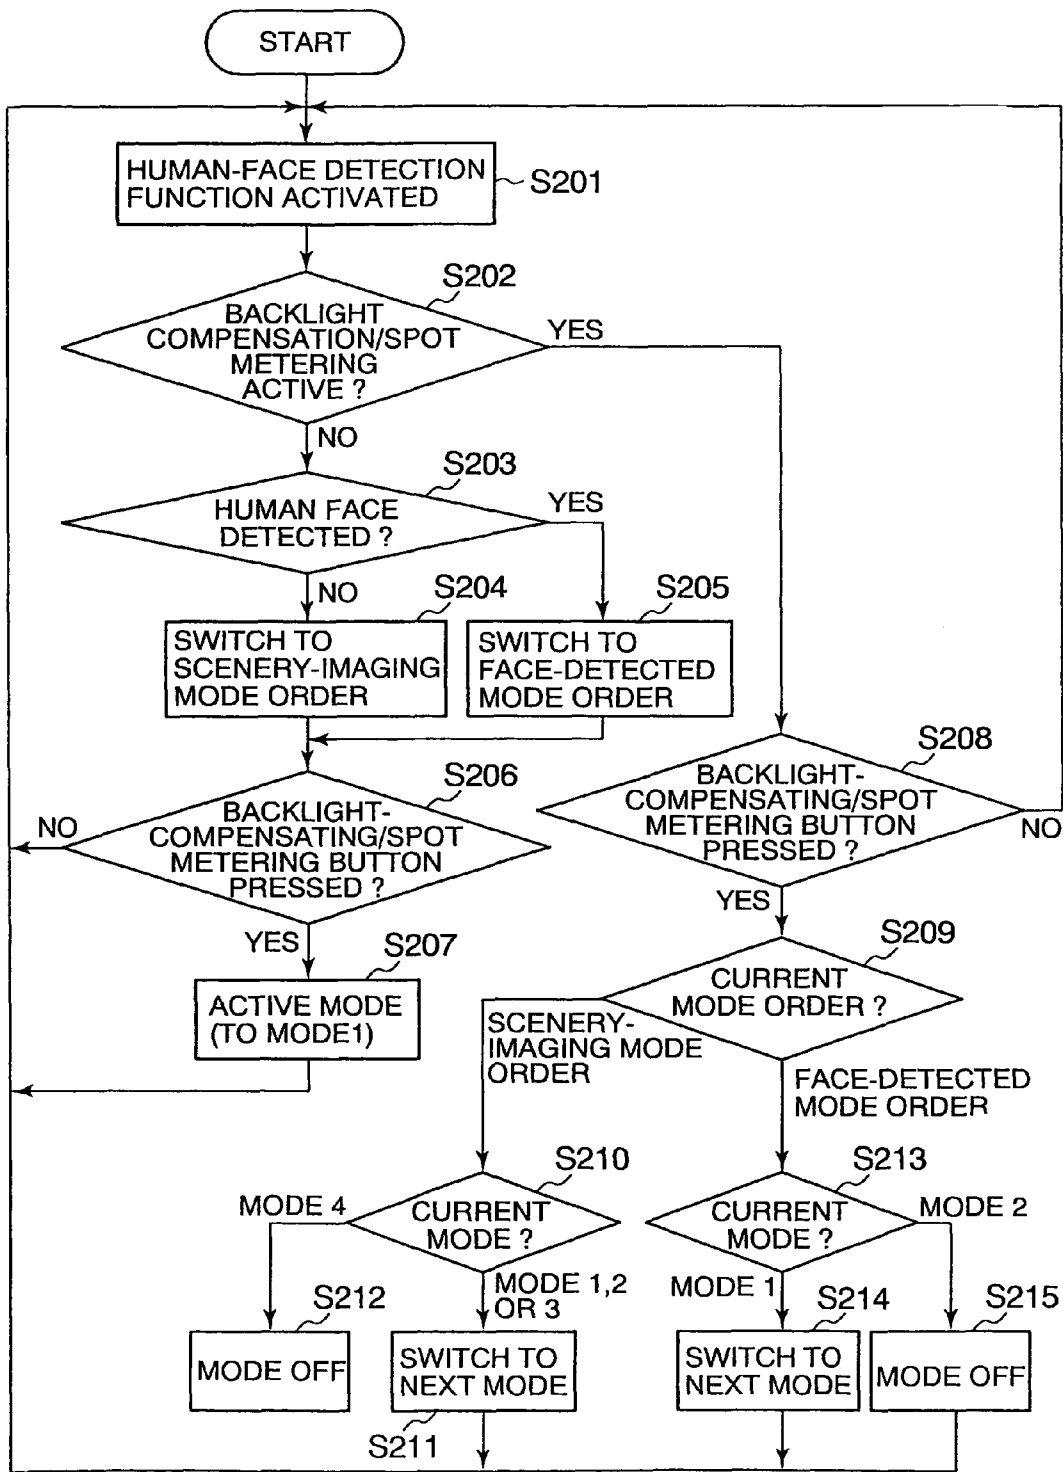 START
HUMAN-FACE DETECTION
FUNCTION ACTIVATED
S201
S202
BACKLIGHT
COMPENSATION/SPOT
METERING
ACTIVE ?
YES
NO
S203
HUMAN FACE
DETECTED ?
YES
NO
S204
SWITCH TO
SCENERY-IMAGING
MODE ORDER
S205
SWITCH TO
FACE-DETECTED
MODE ORDER
S206
BACKLIGHT-
COMPENSATING/SPOT
METERING BUTTON
PRESSED ?
NO
YES
S207
ACTIVE MODE
(TO MODE1)
S208
BACKLIGHT-
COMPENSATING/SPOT
METERING BUTTON
PRESSED ?
NO
YES
S209
CURRENT
MODE ORDER ?
SCENERY-
IMAGING MODE
ORDER
FACE-DETECTED
MODE ORDER
S210
CURRENT
MODE ?
MODE 4
MODE 1,2
OR 3
S212
MODE OFF
SWITCH TO
NEXT MODE
S211
S213
CURRENT
MODE ?
MODE 2
MODE 1
S214
SWITCH TO
NEXT MODE
S215
MODE OFF